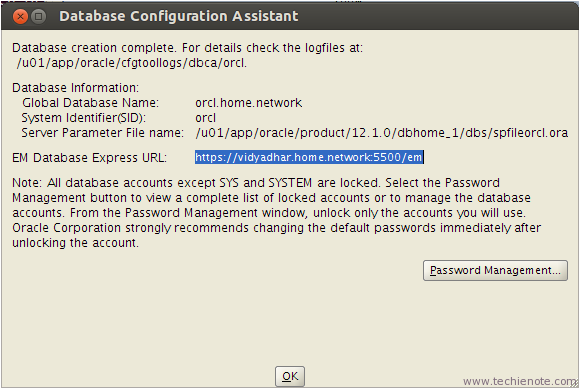 Database Configuration Assistant
Database creation complete. For details check the logfiles at:
/u01/app/oracle/cfgtoollogs/dbca/orcl.
Database Information:
Global Database Name: orcl.home.network
System Identifier(SID): orcl
Server Parameter File name: /u01/app/oracle/product/12.1.0/dbhome_1/dbs/spfileorcl.ora
EM Database Express URL: https://vidyadhar.home.network:5500/em
Note: All database accounts except SYS and SYSTEM are locked. Select the Password
Management button to view a complete list of locked accounts or to manage the database
accounts. From the Password Management window, unlock only the accounts you will use.
Oracle Corporation strongly recommends changing the default passwords immediately after
unlocking the account.
Password Management...
OK
www.techienote.com